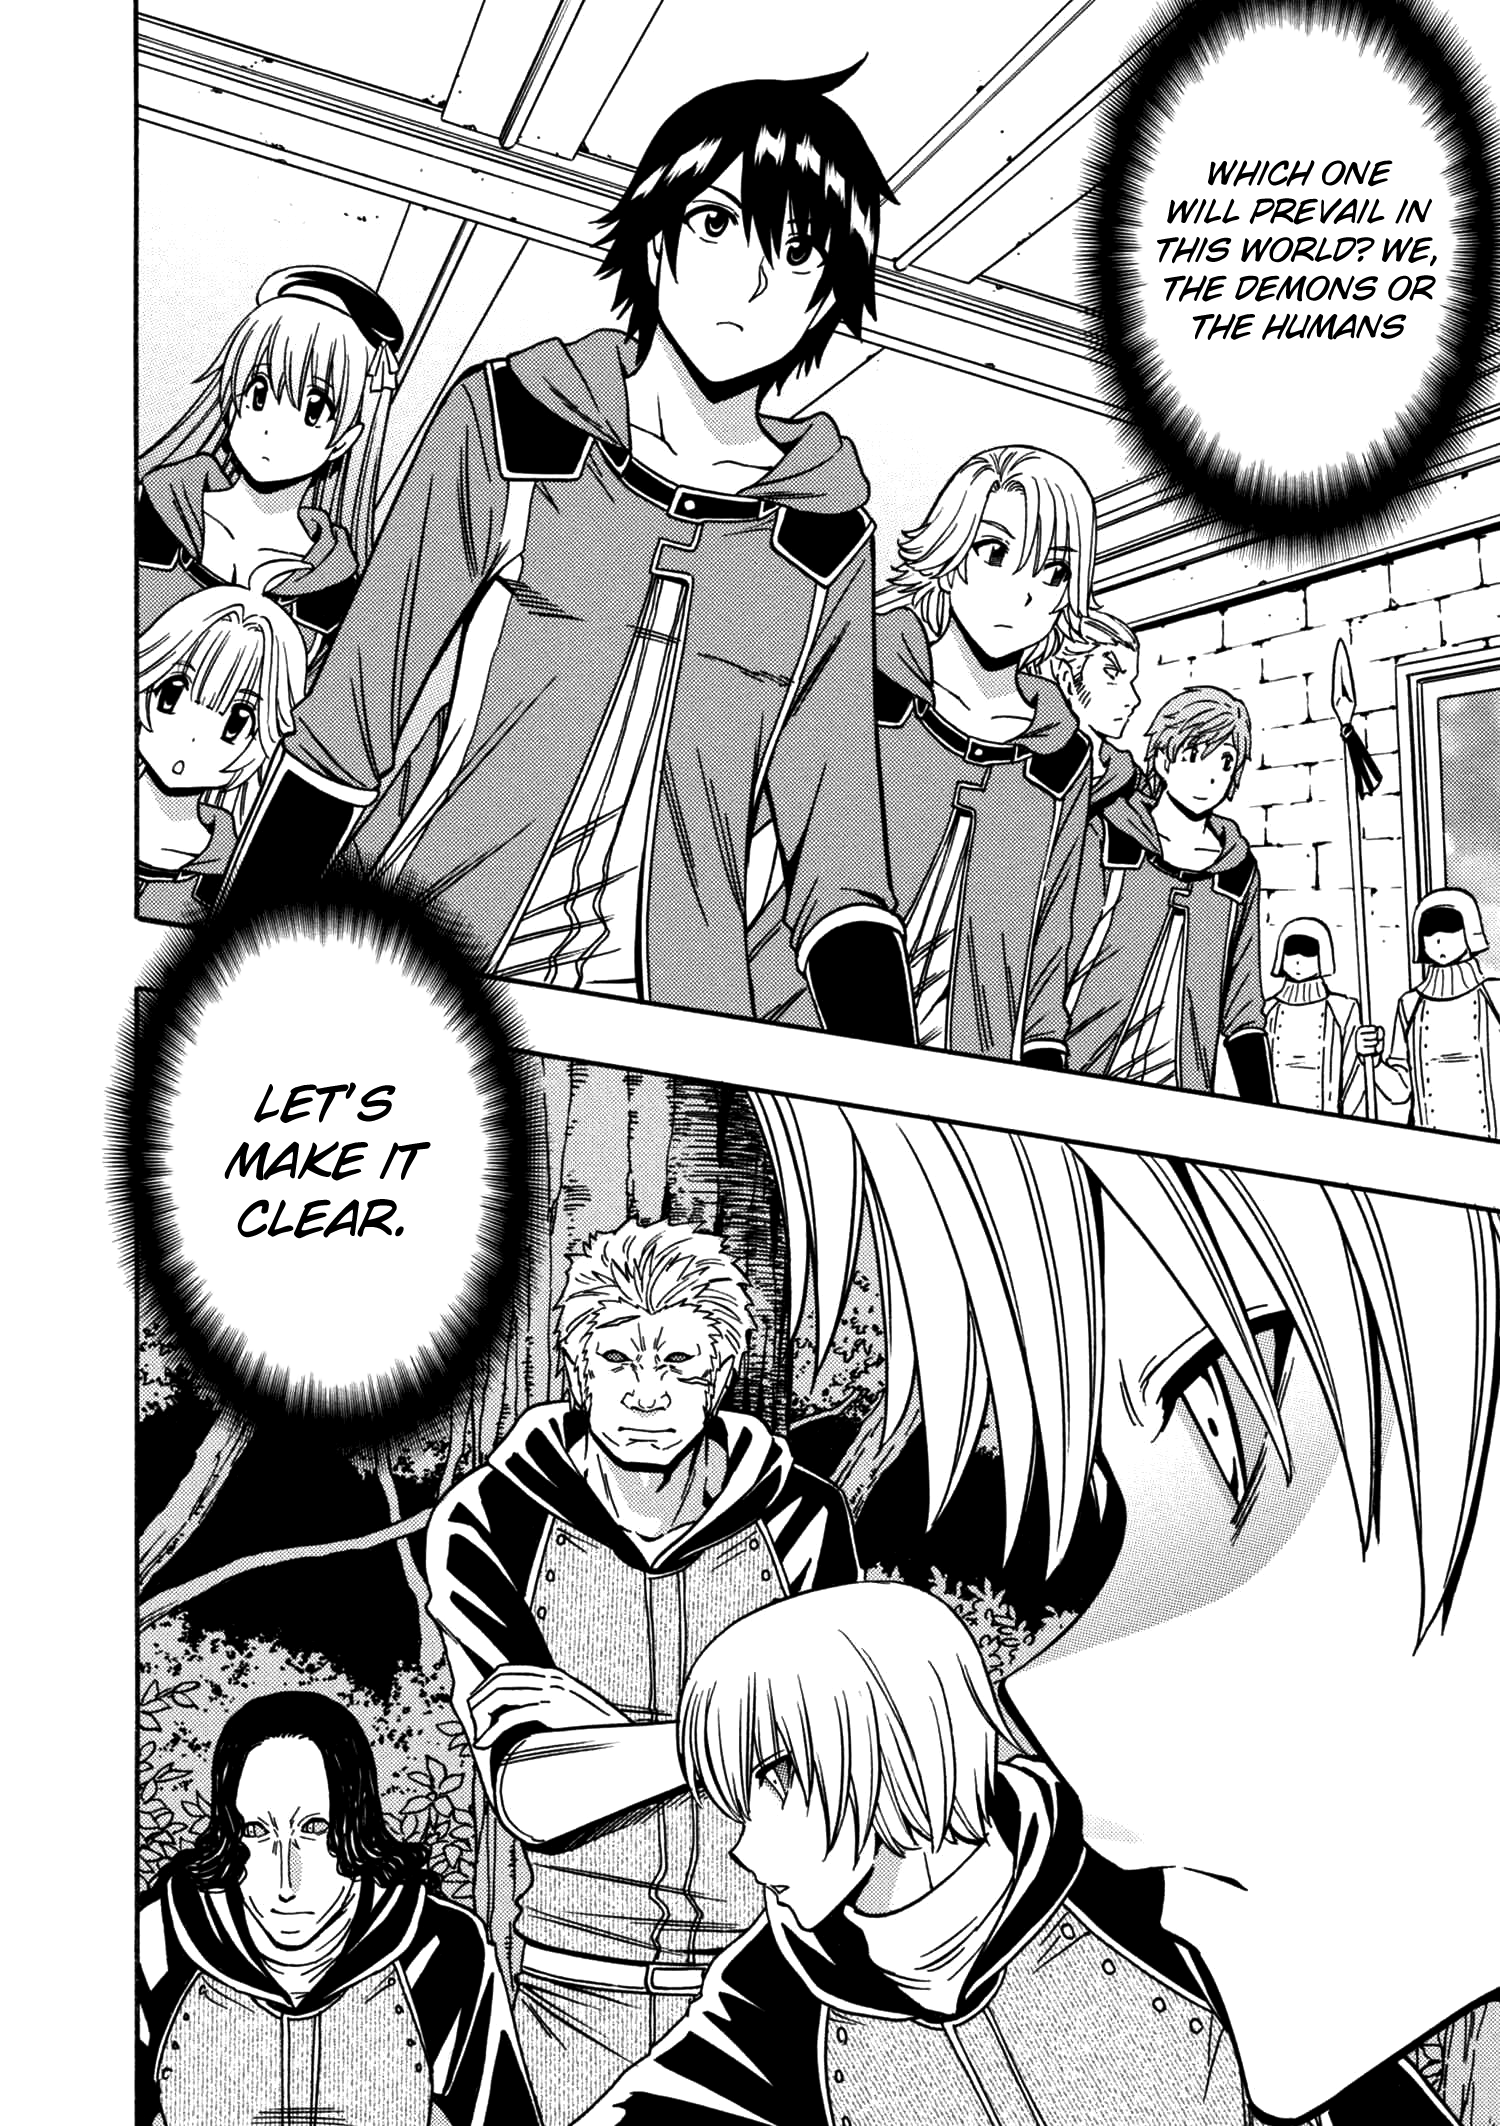 WHICH ONE
WILL PREVAIL IN
THIS WORLD? WE,
THE DEMONS OR
THE HUMANS
LET'S
MAKE IT
CLEAR.